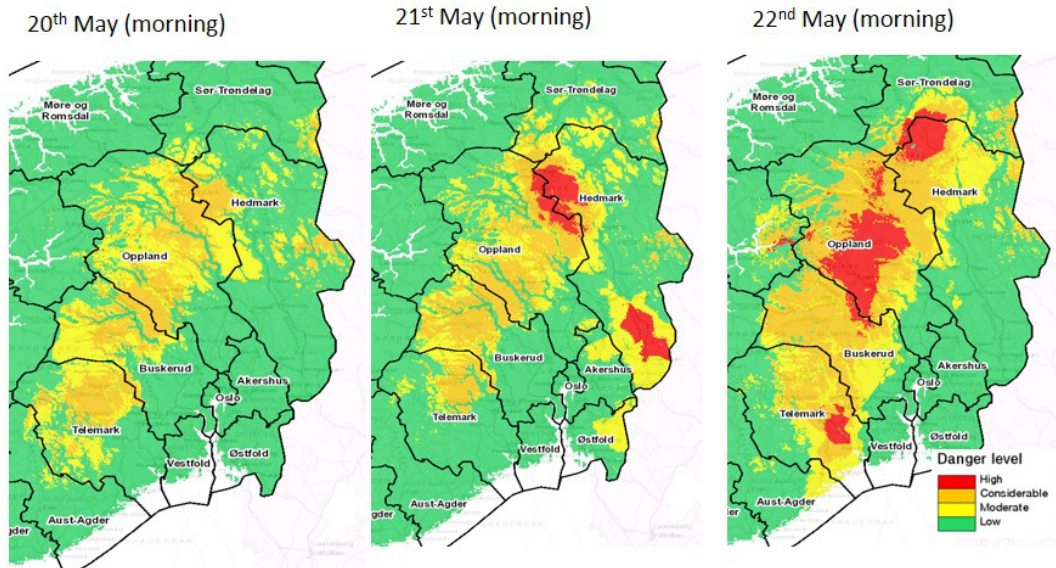 20th May (morning)
21st May (morning)
22nd May (morning)
Møre og
Romsdal
Sør-Trøndelag
Hedmark
Oppland
Buskerud
Akershus
Oslo
Telemark
Vestfold
Østfold
Aust-Agder
gder
Møre og
Romsdal
Sør-Trøndelag
Hedmark
Oppland
Buskerud
Akershus
Oslo
Telemark
Vestfold
Østfold
Aust-Agder
gder
Møre og
Romsdal
Sør-Trøndelag
Hedmark
Oppland
Buskerud
Akershus
Oslo
Telemark
Vestfold
Østfold
Aust-Agder
gder
Danger level
High
Considerable
Moderate
Low